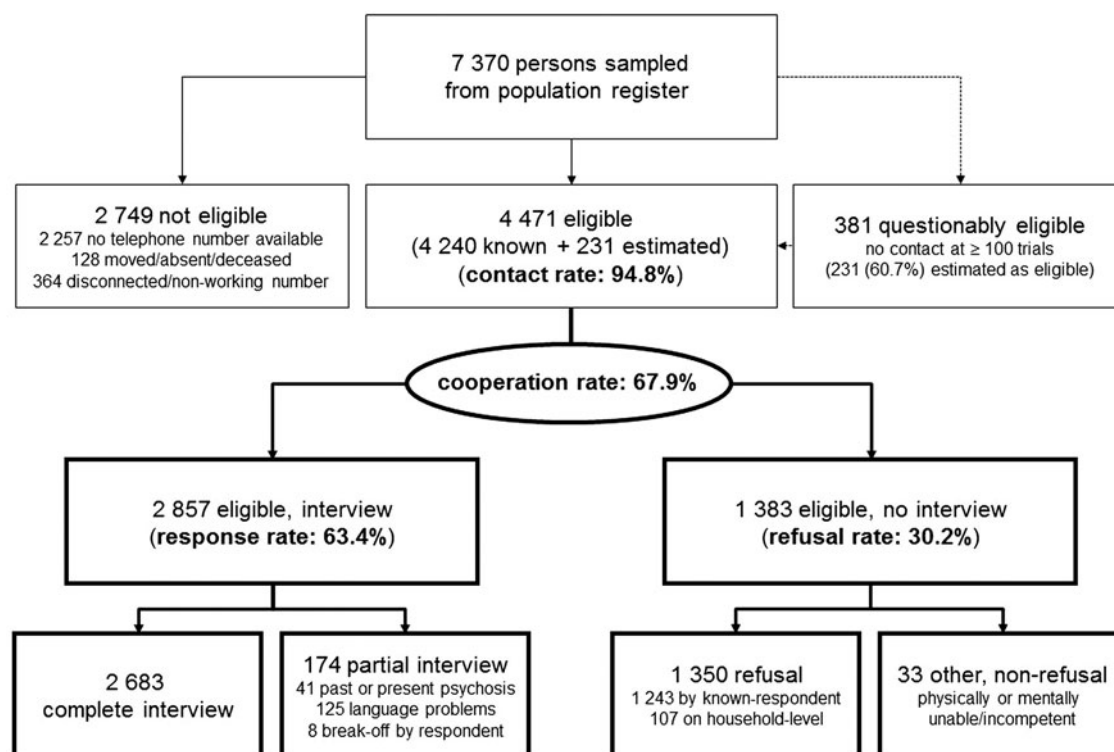 7 370 persons sampled
from population register
2 749 not eligible
2 257 no telephone number available
128 moved/absent/deceased
364 disconnected/non-working number
4 471 eligible
(4 240 known + 231 estimated)
(contact rate: 94.8%)
381 questionably eligible
no contact at ≥ 100 trials
(231 (60.7%) estimated as eligible)
cooperation rate: 67.9%
2 857 eligible, interview
(response rate: 63.4%)
1 383 eligible, no interview
(refusal rate: 30.2%)
2 683
complete interview
174 partial interview
41 past or present psychosis
125 language problems
8 break-off by respondent
1 350 refusal
1 243 by known-respondent
107 on household-level
33 other, non-refusal
physically or mentally
unable/incompetent